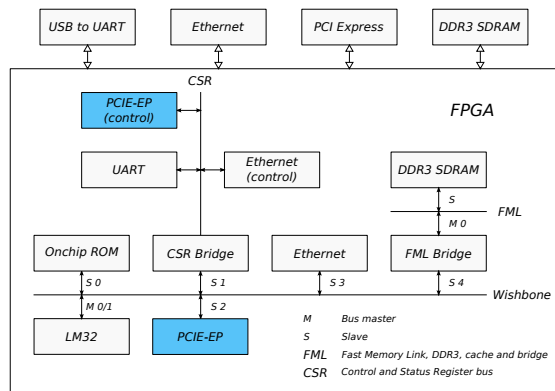 USB to UART
Ethernet
PCI Express
DDR3 SDRAM
CSR
PCIE-EP
(control)
FPGA
UART
Ethernet
(control)
DDR3 SDRAM
S
FML
M 0
Onchip ROM
CSR Bridge
Ethernet
FML Bridge
S 0
S 1
S 3
S 4
Wishbone
M 0/1
S 2
LM32
PCIE-EP
M Bus master
S Slave
FML Fast Memory Link, DDR3, cache and bridge
CSR Control and Status Register bus